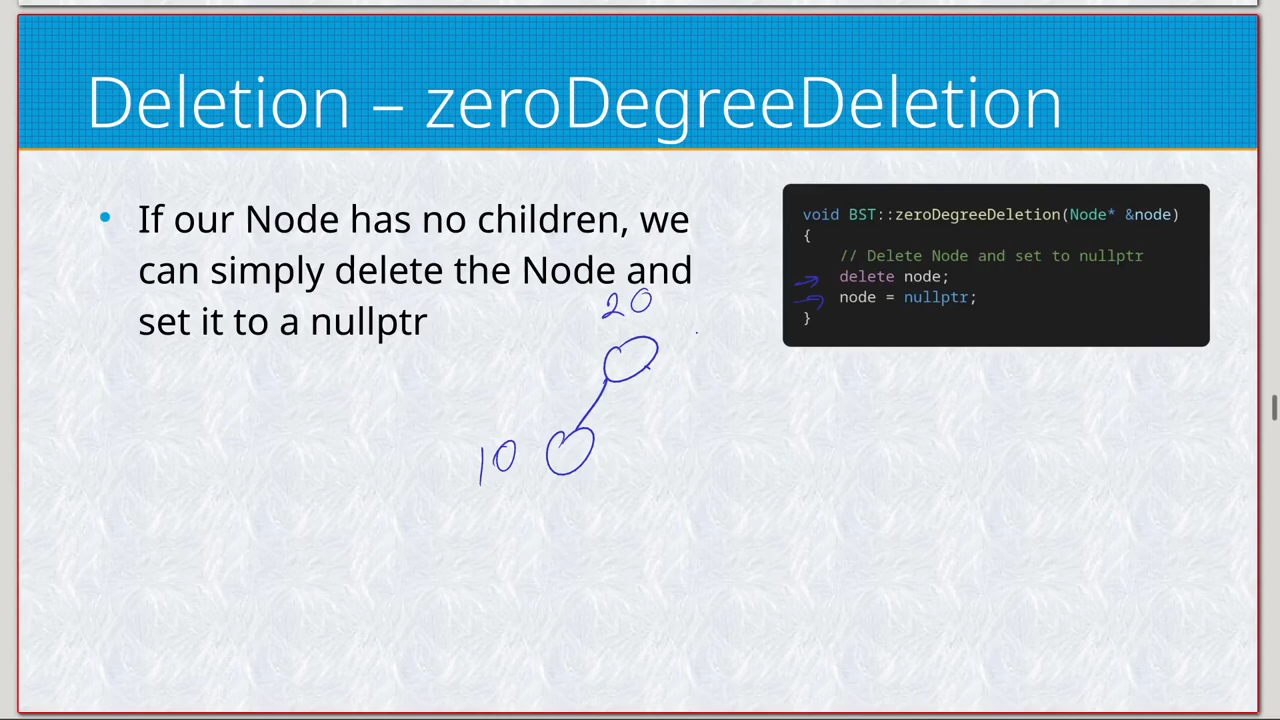 Deletion – zeroDegreeDeletion
• If our Node has no children, we
can simply delete the Node and
set it to a nullptr
void BST::zeroDegreeDeletion(Node* &node)
{
// Delete Node and set to nullptr
delete node;
node = nullptr;
}
20
10